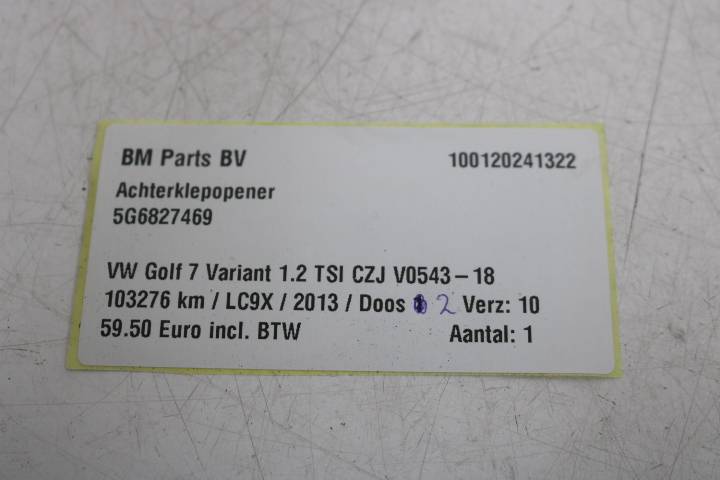 BM Parts BV 100120241322
Achterklepopener
5G6827469
VW Golf 7 Variant 1.2 TSI CZJ V0543-18
103276 km / LC9X / 2013 / Doos 2 Verz: 10
59.50 Euro incl. BTW Aantal: 1